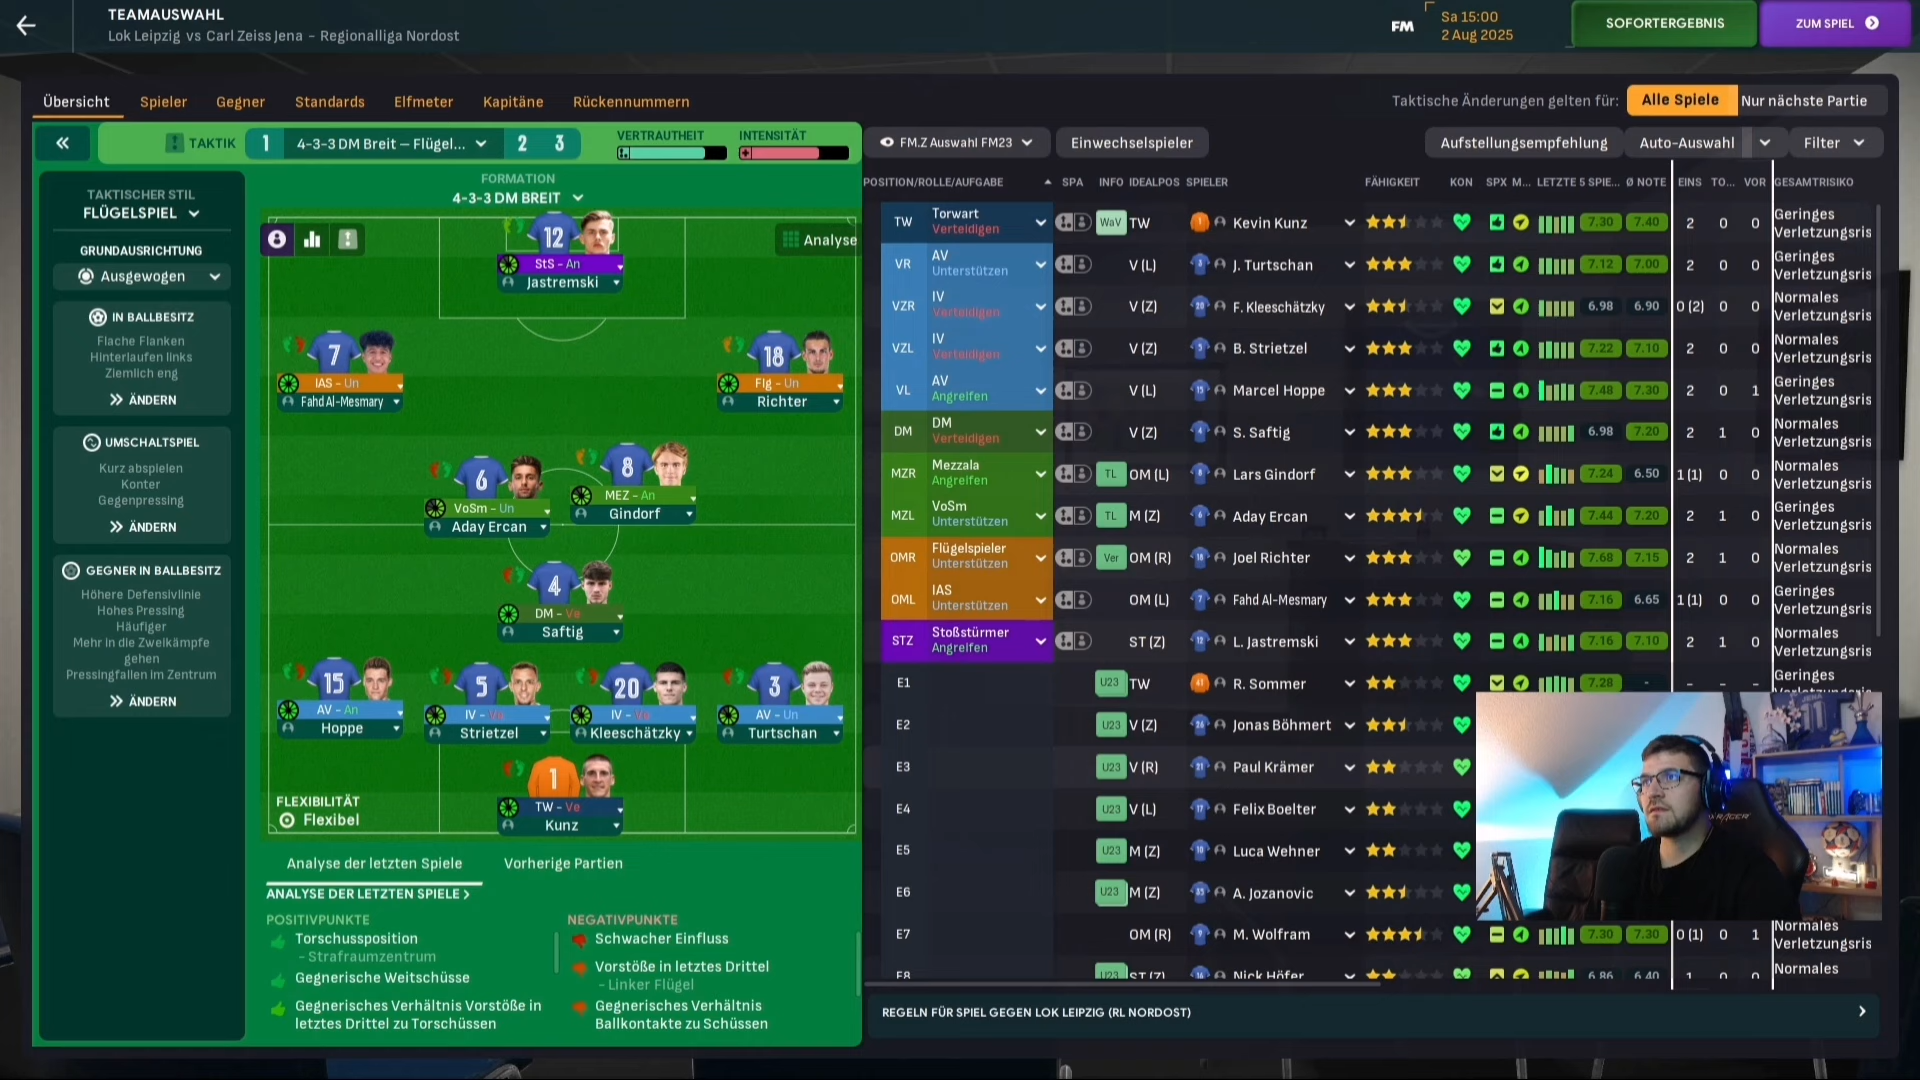 TEAMAUSWAHL
Lok Leipzig vs Carl Zeiss Jena - Regionalliga Nordost
FM
Sa 15:00
2 Aug 2025
SOFORTERGEBNIS
ZUM SPIEL
Übersicht
Spieler
Gegner
Standards
Elfmeter
Kapitäne
Rückennummern
Taktische Änderungen gelten für:
Alle Spiele
Nur nächste Partie
TAKTIK
1
4-3-3 DM Breit – Flügel...
2
3
VERTRAUTHEIT
INTENSITÄT
FM.Z Auswahl FM23
Einwechselspieler
Aufstellungsempfehlung
Auto-Auswahl
Filter
TAKTISCHER STIL
FLÜGELSPIEL
GRUNDAUSRICHTUNG
Ausgewogen
IN BALLBESITZ
Flache Flanken
Hinterlaufen links
Ziemlich eng
ÄNDERN
UMSCHALTSPIEL
Kurz abspielen
Konter
Gegenpressing
ÄNDERN
GEGNER IN BALLBESITZ
Höhere Defensivlinie
Hohes Pressing
Häufiger
Mehr in die Zweikämpfe
gehen
Pressingfallen im Zentrum
ÄNDERN
FORMATION
4-3-3 DM BREIT
Analyse
12
StS - An
Jastremski
7
IAS - Un
Fahd Al-Mesmary
18
Flg - Un
Richter
6
VoSm - Un
Aday Ercan
8
MEZ - An
Gindorf
4
DM - Ve
Saftig
15
AV - An
Hoppe
5
IV - Ve
Strietzel
20
IV - Ve
Kleeschätzky
3
AV - Un
Turtschan
1
TW - Ve
Kunz
FLEXIBILITÄT
Flexibel
Analyse der letzten Spiele
Vorherige Partien
ANALYSE DER LETZTEN SPIELE
POSITIVPUNKTE
Torschussposition
- Strafraumzentrum
Gegnerische Weitschüsse
Gegnerisches Verhältnis Vorstöße in
letztes Drittel zu Torschüssen
NEGATIVPUNKTE
Schwacher Einfluss
Vorstöße in letztes Drittel
- Linker Flügel
Gegnerisches Verhältnis
Ballkontakte zu Schüssen
POSITION/ROLLE/AUFGABE SPA INFO IDEALPOS SPIELER FÄHIGKEIT KON SPX M... LETZTE 5 SPIE... Ø NOTE EINS TO... VOR GESAMTRISIKO
TW Torwart Verteidigen WaV TW Kevin Kunz 7.30 7.40 2 0 0 Geringes Verletzungsris
VR AV Unterstützen V (L) J. Turtschan 7.12 7.00 2 0 0 Geringes Verletzungsris
VZR IV Verteidigen V (Z) F. Kleeschätzky 6.98 6.90 0 (2) 0 0 Normales Verletzungsris
VZL IV Verteidigen V (Z) B. Strietzel 7.22 7.10 2 0 0 Normales Verletzungsris
VL AV Angreifen V (L) Marcel Hoppe 7.48 7.30 2 0 1 Geringes Verletzungsris
DM DM Verteidigen V (Z) S. Saftig 6.98 7.20 2 1 0 Normales Verletzungsris
MZR Mezzala Angreifen TL OM (L) Lars Gindorf 7.24 6.50 1 (1) 0 0 Normales Verletzungsris
MZL VoSm Unterstützen TL M (Z) Aday Ercan 7.44 7.20 2 1 0 Geringes Verletzungsris
OMR Flügelspieler Unterstützen Ver OM (R) Joel Richter 7.68 7.15 2 1 0 Normales Verletzungsris
OML IAS Unterstützen OM (L) Fahd Al-Mesmary 7.16 6.65 1 (1) 0 0 Geringes Verletzungsris
STZ Stoßstürmer Angreifen ST (Z) L. Jastremski 7.16 7.10 2 1 0 Normales Verletzungsris
E1 U23 TW R. Sommer 7.28 - - - - Geringes
E2 U23 V (Z) Jonas Böhmert
E3 U23 V (R) Paul Krämer
E4 U23 V (L) Felix Boelter
E5 U23 M (Z) Luca Wehner
E6 U23 M (Z) A. Jozanovic
E7 OM (R) M. Wolfram 7.30 7.30 0 (1) 0 1 Normales Verletzungsris
E8 U23 ST (Z) Nick Höfer 6.86 6.40 1 0 0 Normales
REGELN FÜR SPIEL GEGEN LOK LEIPZIG (RL NORDOST)